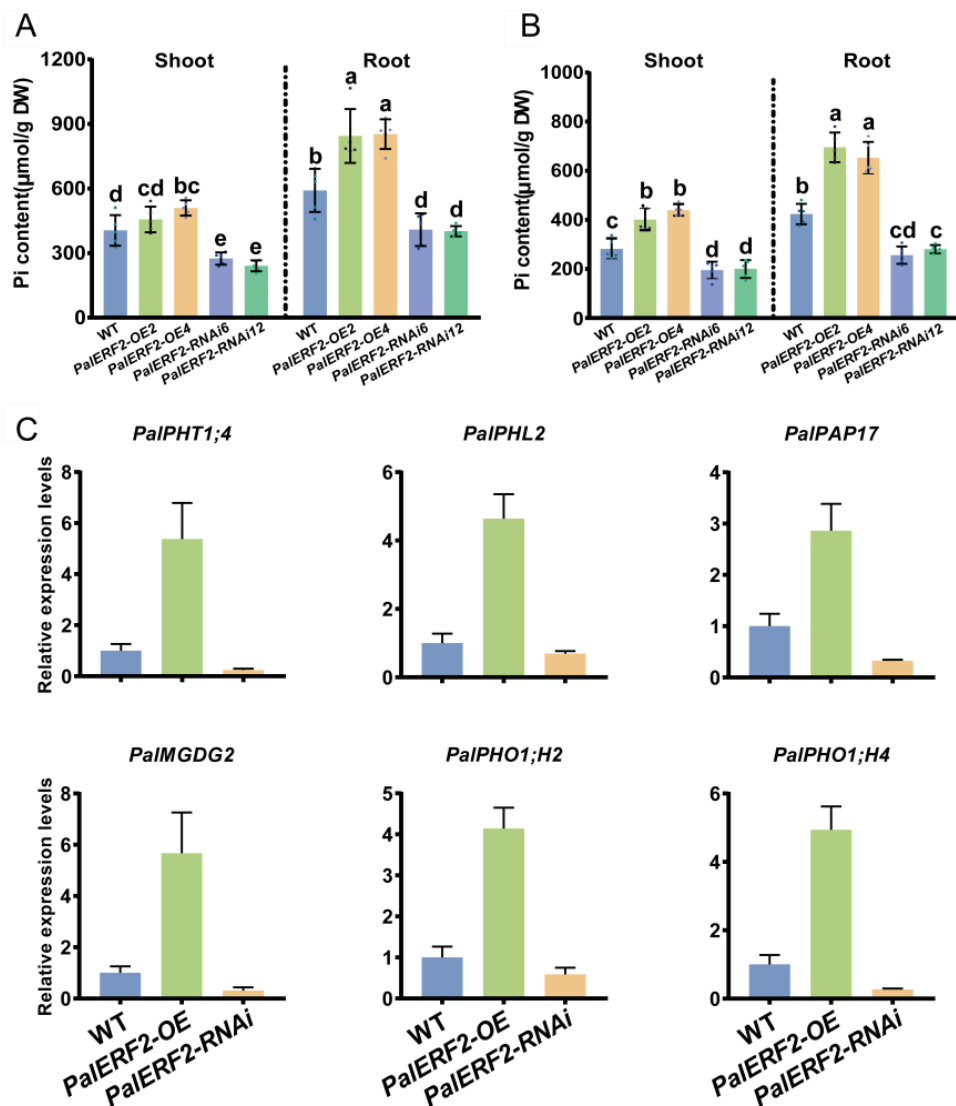 A
Shoot
Root
Pi content(μmol/g DW)
1200
900
600
300
0
d
cd
bc
e
e
b
a
a
d
d
WT
PalERF2-OE2
PalERF2-OE4
PalERF2-RNAi6
PalERF2-RNAi12
WT
PalERF2-OE2
PalERF2-OE4
PalERF2-RNAi6
PalERF2-RNAi12
B
Shoot
Root
Pi content(μmol/g DW)
1000
800
600
400
200
0
c
b
b
d
d
b
a
a
cd
c
WT
PalERF2-OE2
PalERF2-OE4
PalERF2-RNAi6
PalERF2-RNAi12
WT
PalERF2-OE2
PalERF2-OE4
PalERF2-RNAi6
PalERF2-RNAi12
C
PalPHT1;4
Relative expression levels
8
6
4
2
0
PalPHL2
6
4
2
0
PalPAP17
4
3
2
1
0
PalMGDG2
Relative expression levels
8
6
4
2
0
WT
PalERF2-OE
PalERF2-RNAi
PalPHO1;H2
5
4
3
2
1
0
WT
PalERF2-OE
PalERF2-RNAi
PalPHO1;H4
6
4
2
0
WT
PalERF2-OE
PalERF2-RNAi